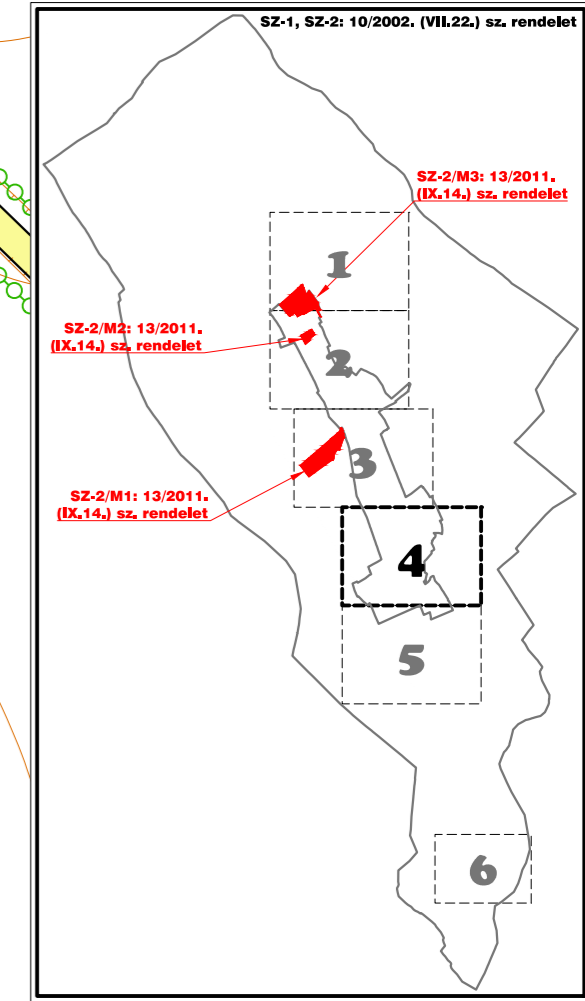 SZ-1, SZ-2: 10/2002. (VII.22.) sz. rendelet
SZ-2/M3: 13/2011.
(IX.14.) sz. rendelet
1
SZ-2/M2: 13/2011.
(IX.14.) sz. rendelet
2
3
SZ-2/M1: 13/2011.
(IX.14.) sz. rendelet
4
5
6